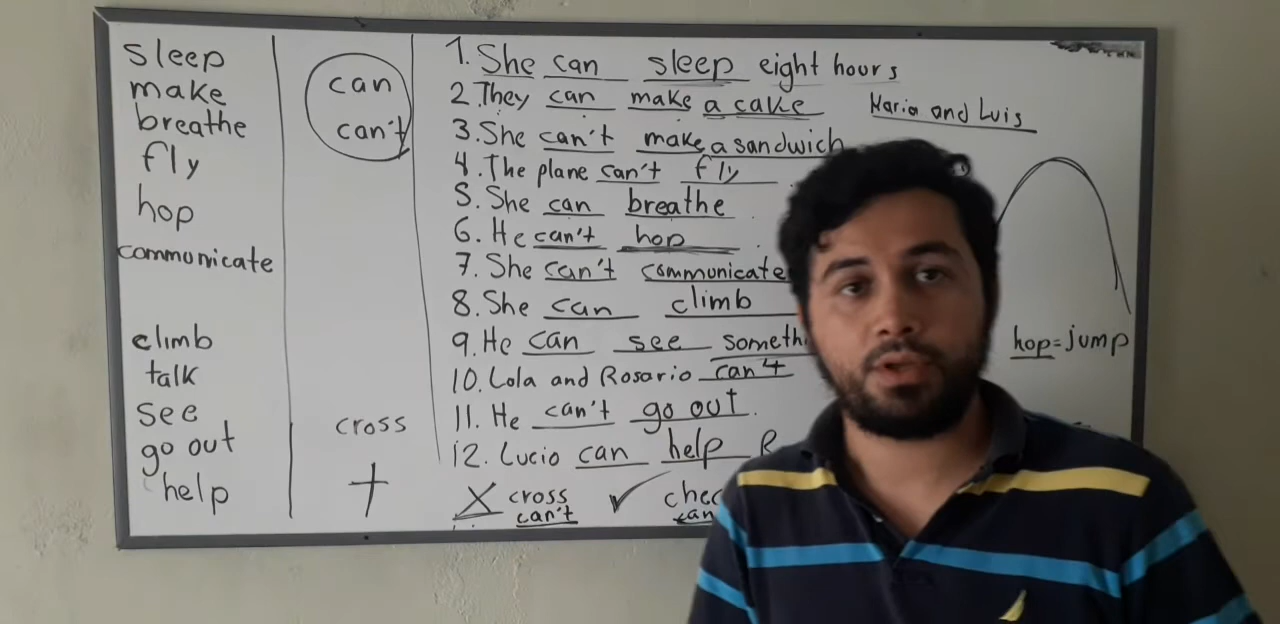 sleep
make
breathe
fly
hop
communicate
climb
talk
see
go out
help
can
can't
cross
1. She can sleep eight hours
2. They can make a cake
Maria and Luis
3. She can't make a sandwich
4. The plane can't fly
5. She can breathe
6. He can't hop
7. She can't communicate
8. She can climb
9. He can see
10. Lola and Rosario can't
11. He can't go out.
12. Lucio can help
hop=jump
X cross
can't
✓